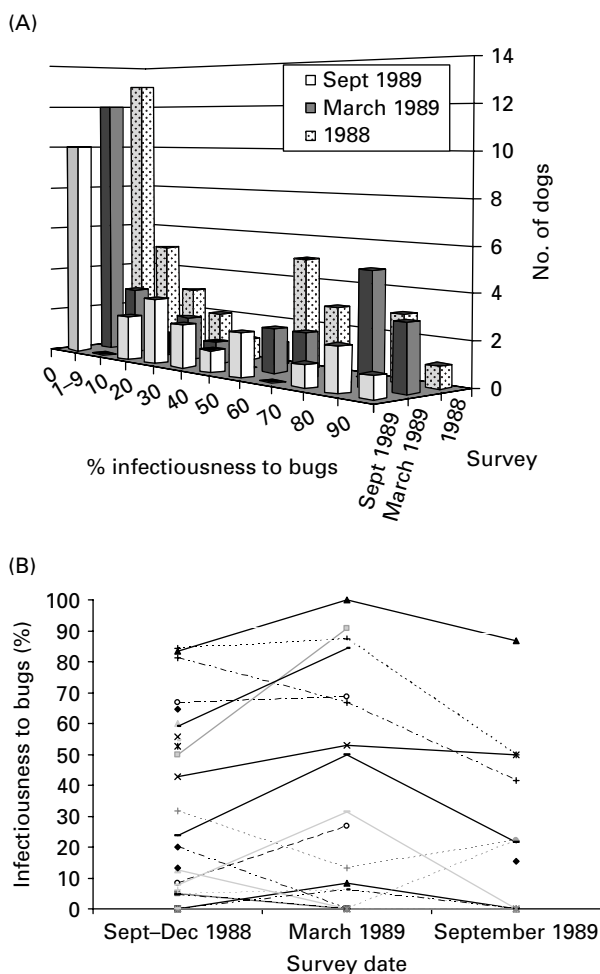 (A)
Sept 1989
March 1989
1988
14
12
10
8
6
4
2
0
No. of dogs
0
1–9
10
20
30
40
50
60
70
80
90
% infectiousness to bugs
Sept 1989
March 1989
1988
Survey
(B)
100
90
80
70
60
50
40
30
20
10
0
Infectiousness to bugs (%)
Sept–Dec 1988
March 1989
September 1989
Survey date